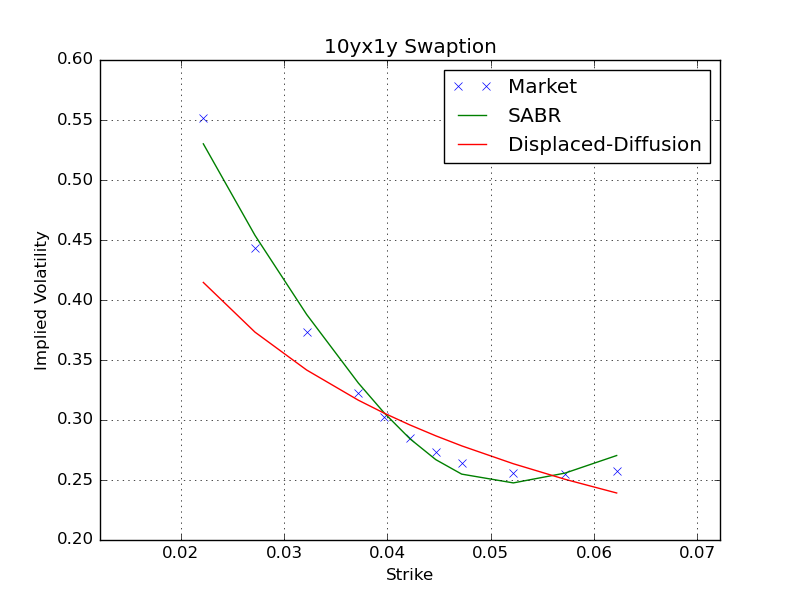 10yx1y Swaption
Market
SABR
Displaced-Diffusion
0.60
0.55
0.50
0.45
0.40
0.35
0.30
0.25
0.20
Implied Volatility
0.02 0.03 0.04 0.05 0.06 0.07
Strike